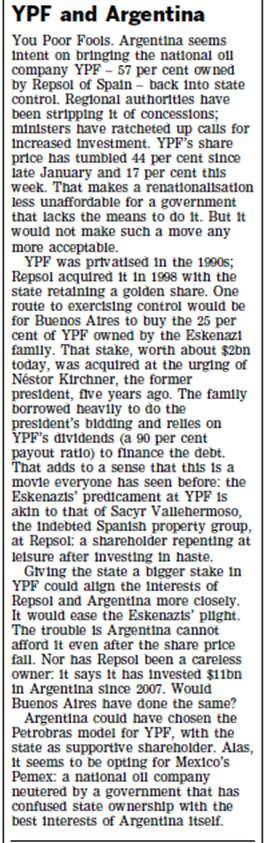 YPF and Argentina
You Poor Fools. Argentina seems
intent on bringing the national oil
company YPF – 57 per cent owned
by Repsol of Spain – back into state
control. Regional authorities have
been stripping it of concessions;
ministers have ratcheted up calls for
increased investment. YPF's share
price has tumbled 44 per cent since
late January and 17 per cent this
week. That makes a renationalisation
less unaffordable for a government
that lacks the means to do it. But it
would not make such a move any
more acceptable.
YPF was privatised in the 1990s;
Repsol acquired it in 1998 with the
state retaining a golden share. One
route to exercising control would be
for Buenos Aires to buy the 25 per
cent of YPF owned by the Eskenazi
family. That stake, worth about $2bn
today, was acquired at the urging of
Néstor Kirchner, the former
president, five years ago. The family
borrowed heavily to do the
president's bidding and relies on
YPF's dividends (a 90 per cent
payout ratio) to finance the debt.
That adds to a sense that this is a
movie everyone has seen before: the
Eskenazis' predicament at YPF is
akin to that of Sacyr Vallehermoso,
the indebted Spanish property group,
at Repsol: a shareholder repenting at
leisure after investing in haste.
Giving the state a bigger stake in
YPF could align the interests of
Repsol and Argentina more closely.
It would ease the Eskenazis' plight.
The trouble is Argentina cannot
afford it even after the share price
fall. Nor has Repsol been a careless
owner: it says it has invested $11bn
in Argentina since 2007. Would
Buenos Aires have done the same?
Argentina could have chosen the
Petrobras model for YPF, with the
state as supportive shareholder. Alas,
it seems to be opting for Mexico's
Pemex: a national oil company
neutered by a government that has
confused state ownership with the
best interests of Argentina itself.